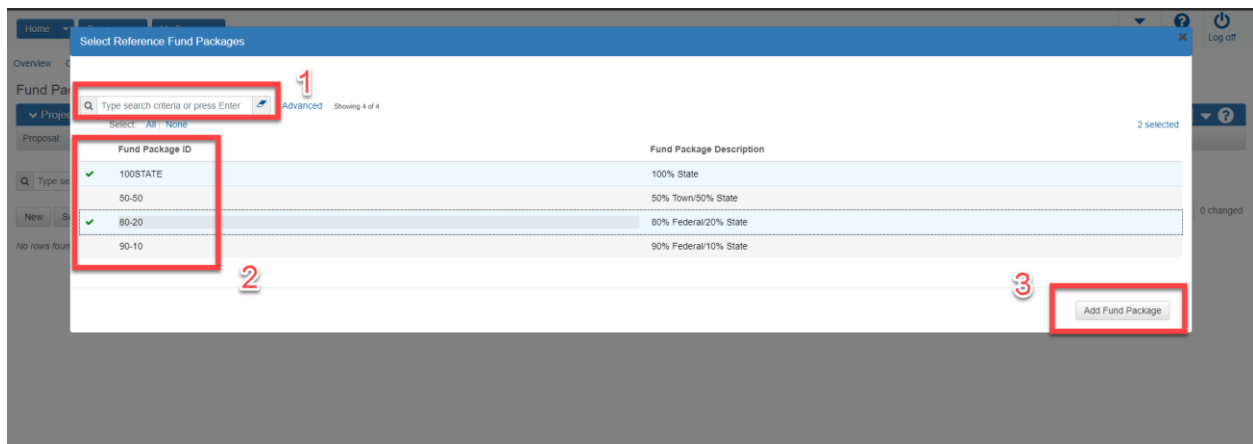 Home
Log off
Select Reference Fund Packages
Overview
Fund Pa
1
Type search criteria or press Enter Advanced Showing 4 of 4
Projec
Select: All None 2 selected
Proposal:
Fund Package ID Fund Package Description
100STATE 100% State
Type se
50-50 50% Town/50% State
New 0 changed
80-20 80% Federal/20% State
No rows foun
90-10 90% Federal/10% State
2
3
Add Fund Package